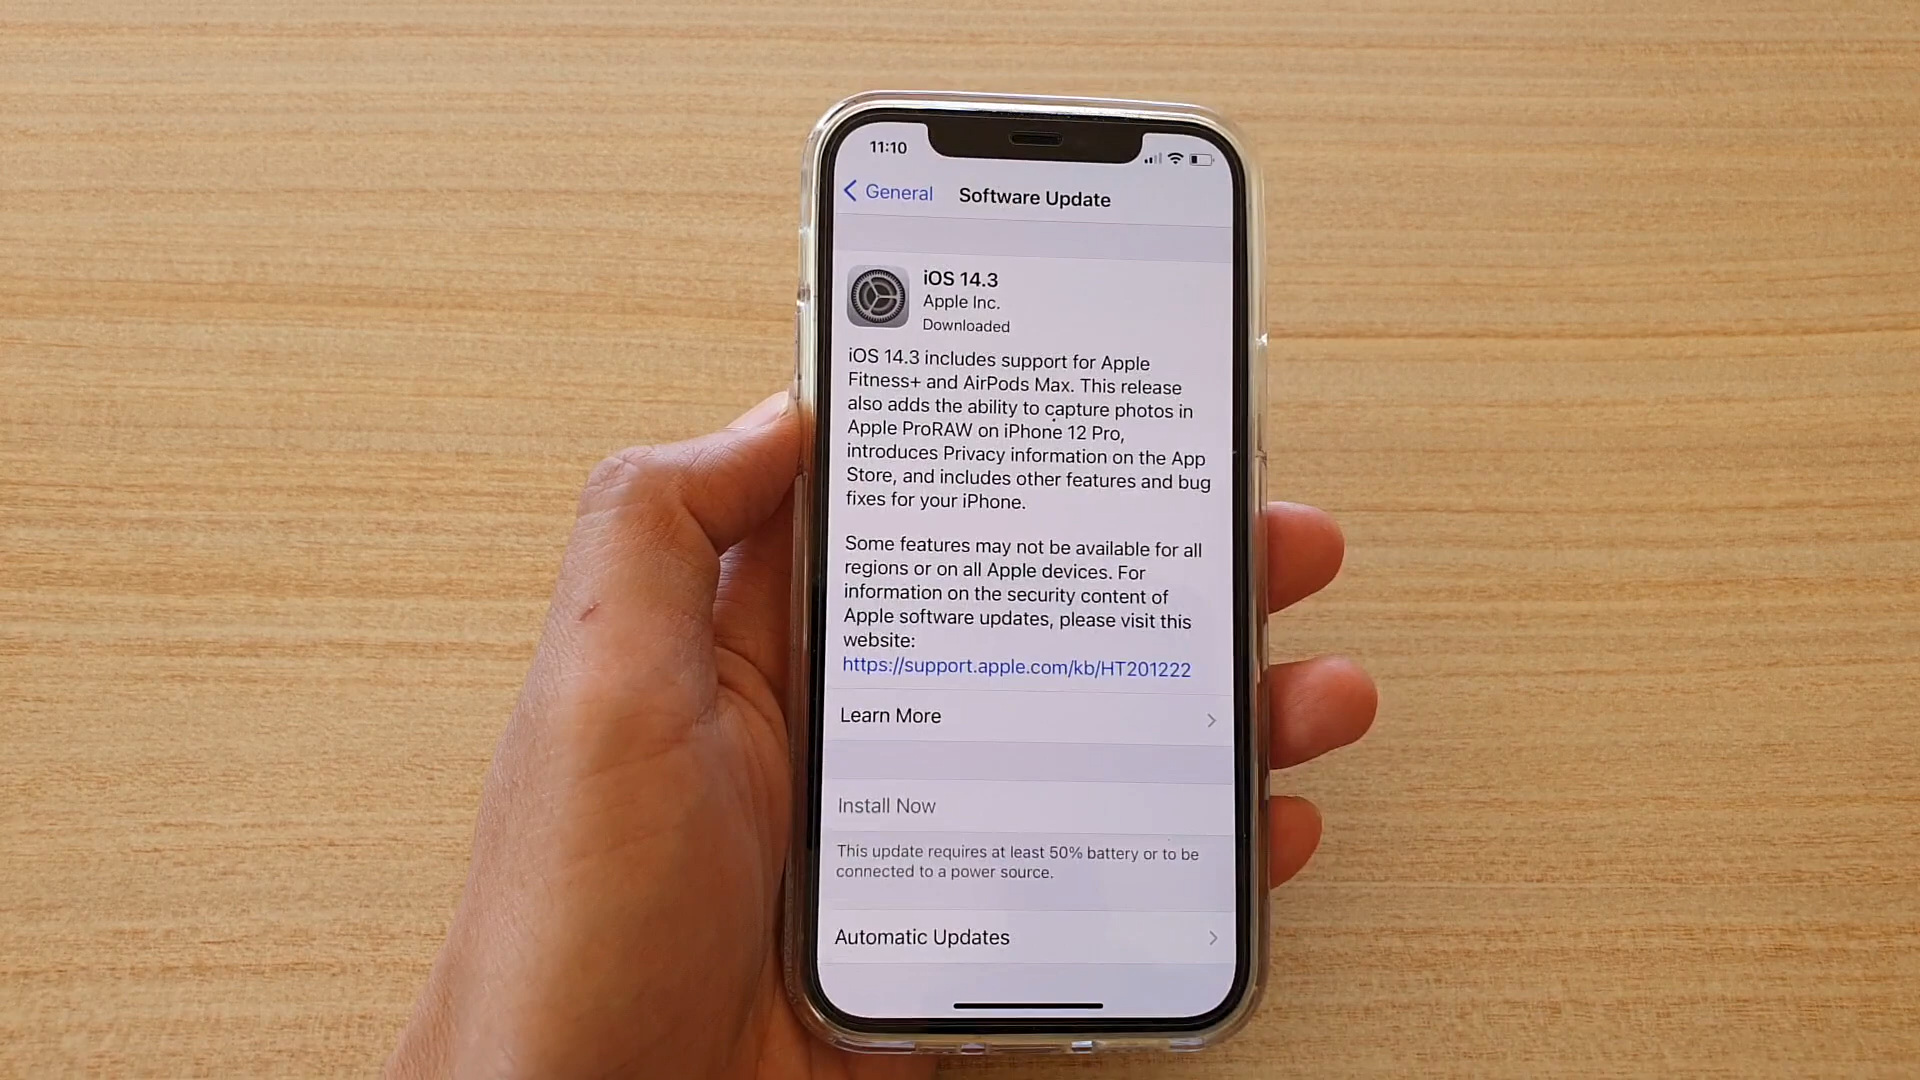 11:10
General
Software Update
iOS 14.3
Apple Inc.
Downloaded
iOS 14.3 includes support for Apple
Fitness+ and AirPods Max. This release
also adds the ability to capture photos in
Apple ProRAW on iPhone 12 Pro,
introduces Privacy information on the App
Store, and includes other features and bug
fixes for your iPhone.
Some features may not be available for all
regions or on all Apple devices. For
information on the security content of
Apple software updates, please visit this
website:
https://support.apple.com/kb/HT201222
Learn More
Install Now
This update requires at least 50% battery or to be
connected to a power source.
Automatic Updates